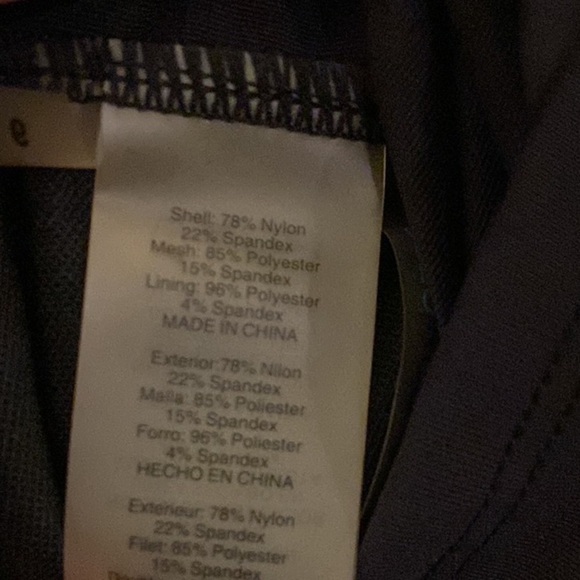 9
Shell: 78% Nylon
22% Spandex
Mesh: 85% Polyester
15% Spandex
Lining: 96% Polyester
4% Spandex
MADE IN CHINA
Exterior:78% Nilon
22% Spandex
Malla: 85% Poliester
15% Spandex
Forro: 96% Poliester
4% Spandex
HECHO EN CHINA
Extérieur: 78% Nylon
22% Spandex
Filet: 85% Polyester
15% Spandex